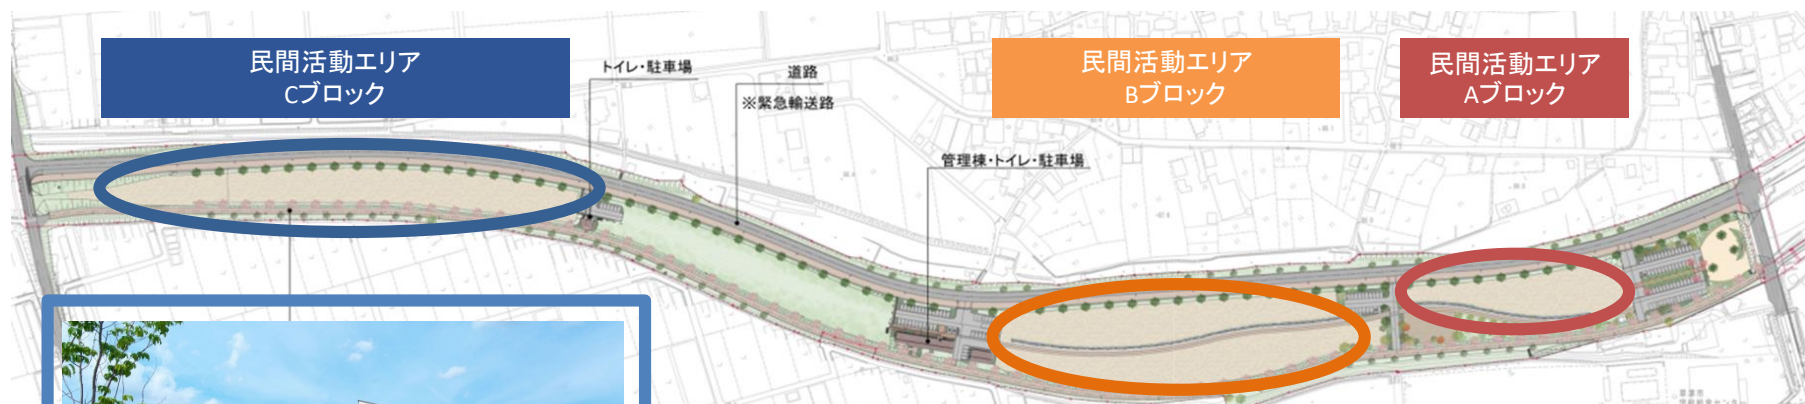 民間活動エリア
Cブロック
トイレ・駐車場
道路
※緊急輸送路
民間活動エリア
Bブロック
民間活動エリア
Aブロック
管理棟・トイレ・駐車場